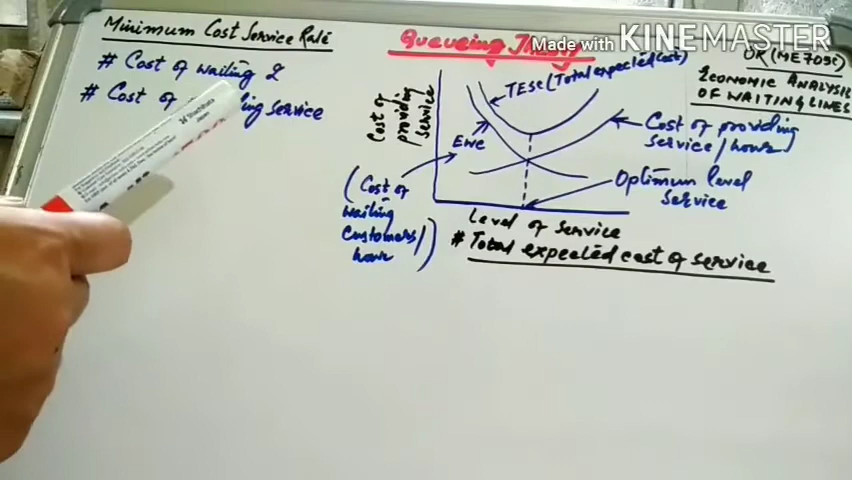 Minimum Cost Service Rate
# Cost of waiting &
# Cost of ing service
Queueing Theory
Made with KINEMASTER
OR (ME709C)
ECONOMIC ANALYSIS
OF WAITING LINES
Cost of
providing
service
TESC (Total expected cost)
EWC
Cost of providing
service/hour
(Cost of
waiting
customers/
hour)
Optimum level
service
Level of service
# Total expected cost of service